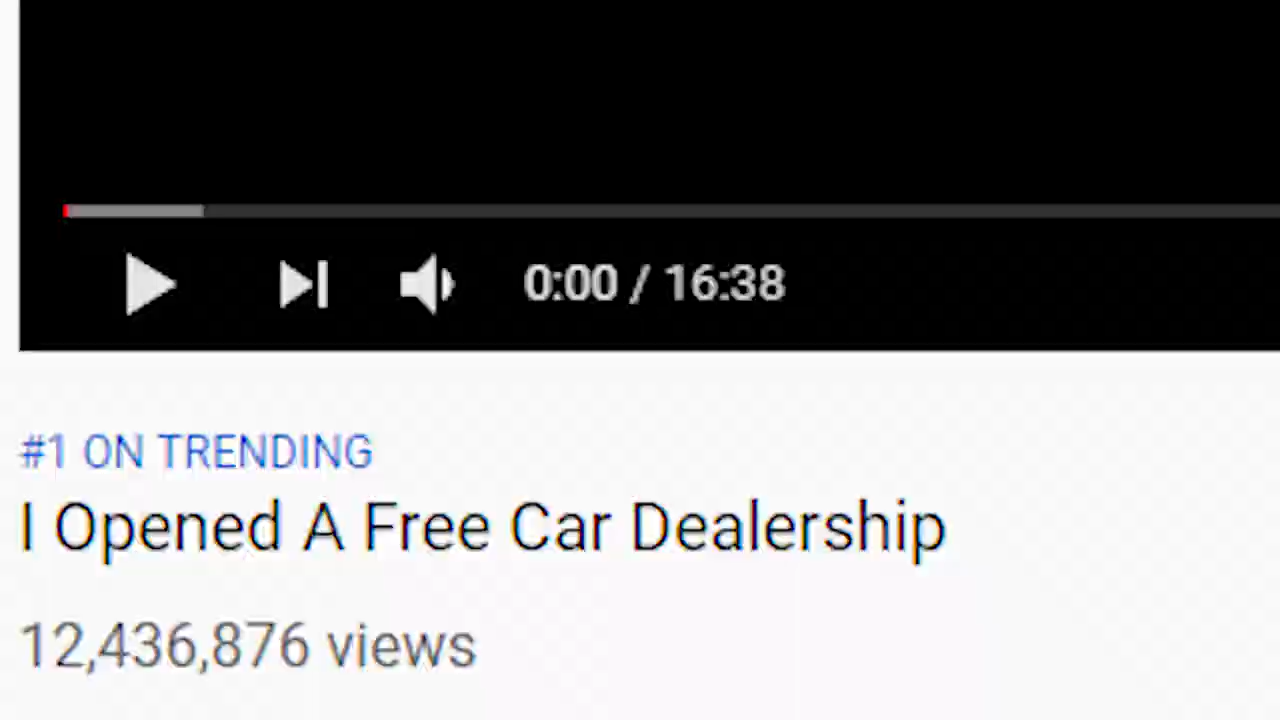 0:00 / 16:38
#1 ON TRENDING
I Opened A Free Car Dealership
12,436,876 views